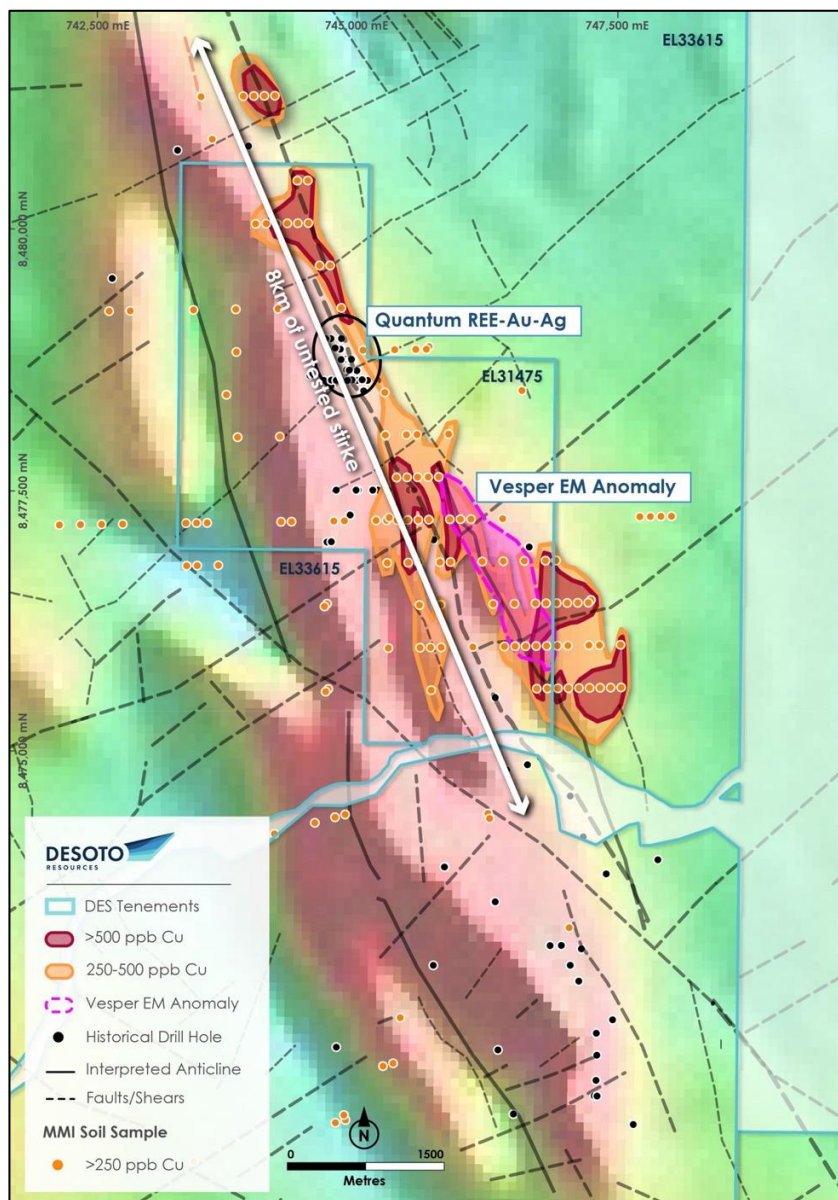 742,500 mE
745,000 mE
747,500 mE
EL33615
8,480,000 mN
Quantum REE-Au-Ag
8km of untested stirke
EL31475
8,477,500 mN
Vesper EM Anomaly
EL33615
8,475,000 mN
DESOTO
RESOURCES
DES Tenements
>500 ppb Cu
250-500 ppb Cu
Vesper EM Anomaly
Historical Drill Hole
Interpreted Anticline
Faults/Shears
MMI Soil Sample
>250 ppb Cu
N
0 1500
Metres